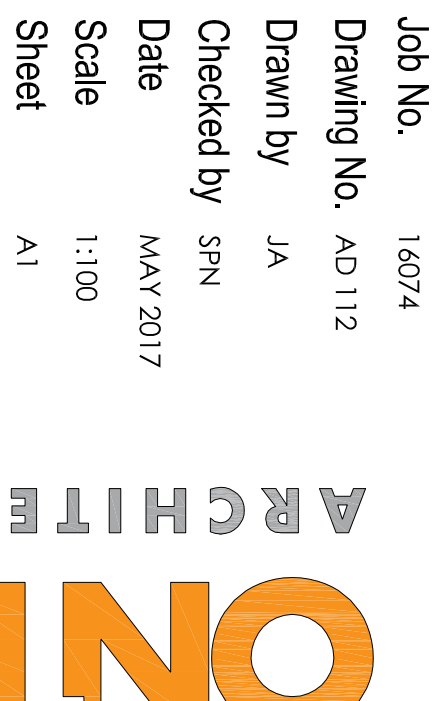 Job No. 16074
Drawing No. AD 112
Drawn by JA
Checked by SPN
Date MAY 2017
Scale 1:100
Sheet A1
ARCHITE
ON